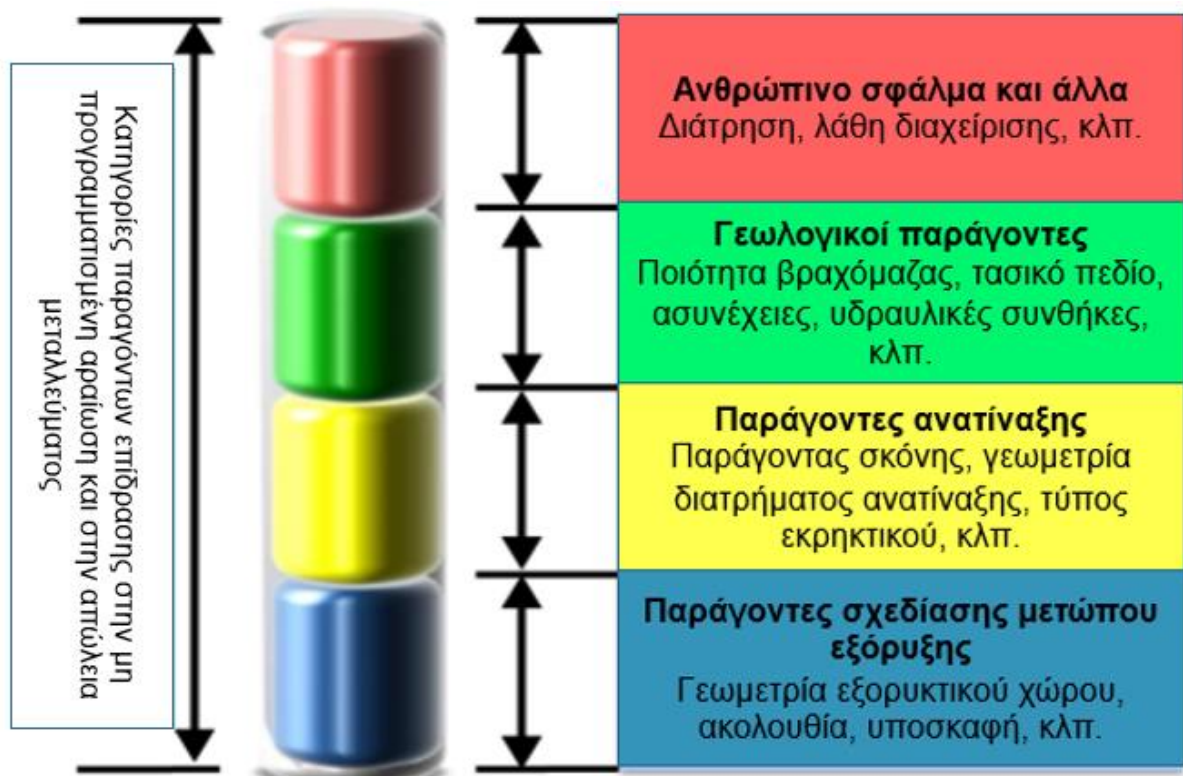 Κατηγορίες παραγόντων επίδρασης στην μη
προγραμματισμένη αραίωση και στην απώλεια
μεταλλεύματος
Ανθρώπινο σφάλμα και άλλα
Διάτρηση, λάθη διαχείρισης, κλπ.
Γεωλογικοί παράγοντες
Ποιότητα βραχόμαζας, τασικό πεδίο,
ασυνέχειες, υδραυλικές συνθήκες,
κλπ.
Παράγοντες ανατίναξης
Παράγοντας σκόνης, γεωμετρία
διατρήματος ανατίναξης, τύπος
εκρηκτικού, κλπ.
Παράγοντες σχεδίασης μετώπου
εξόρυξης
Γεωμετρία εξορυκτικού χώρου,
ακολουθία, υποσκαφή, κλπ.